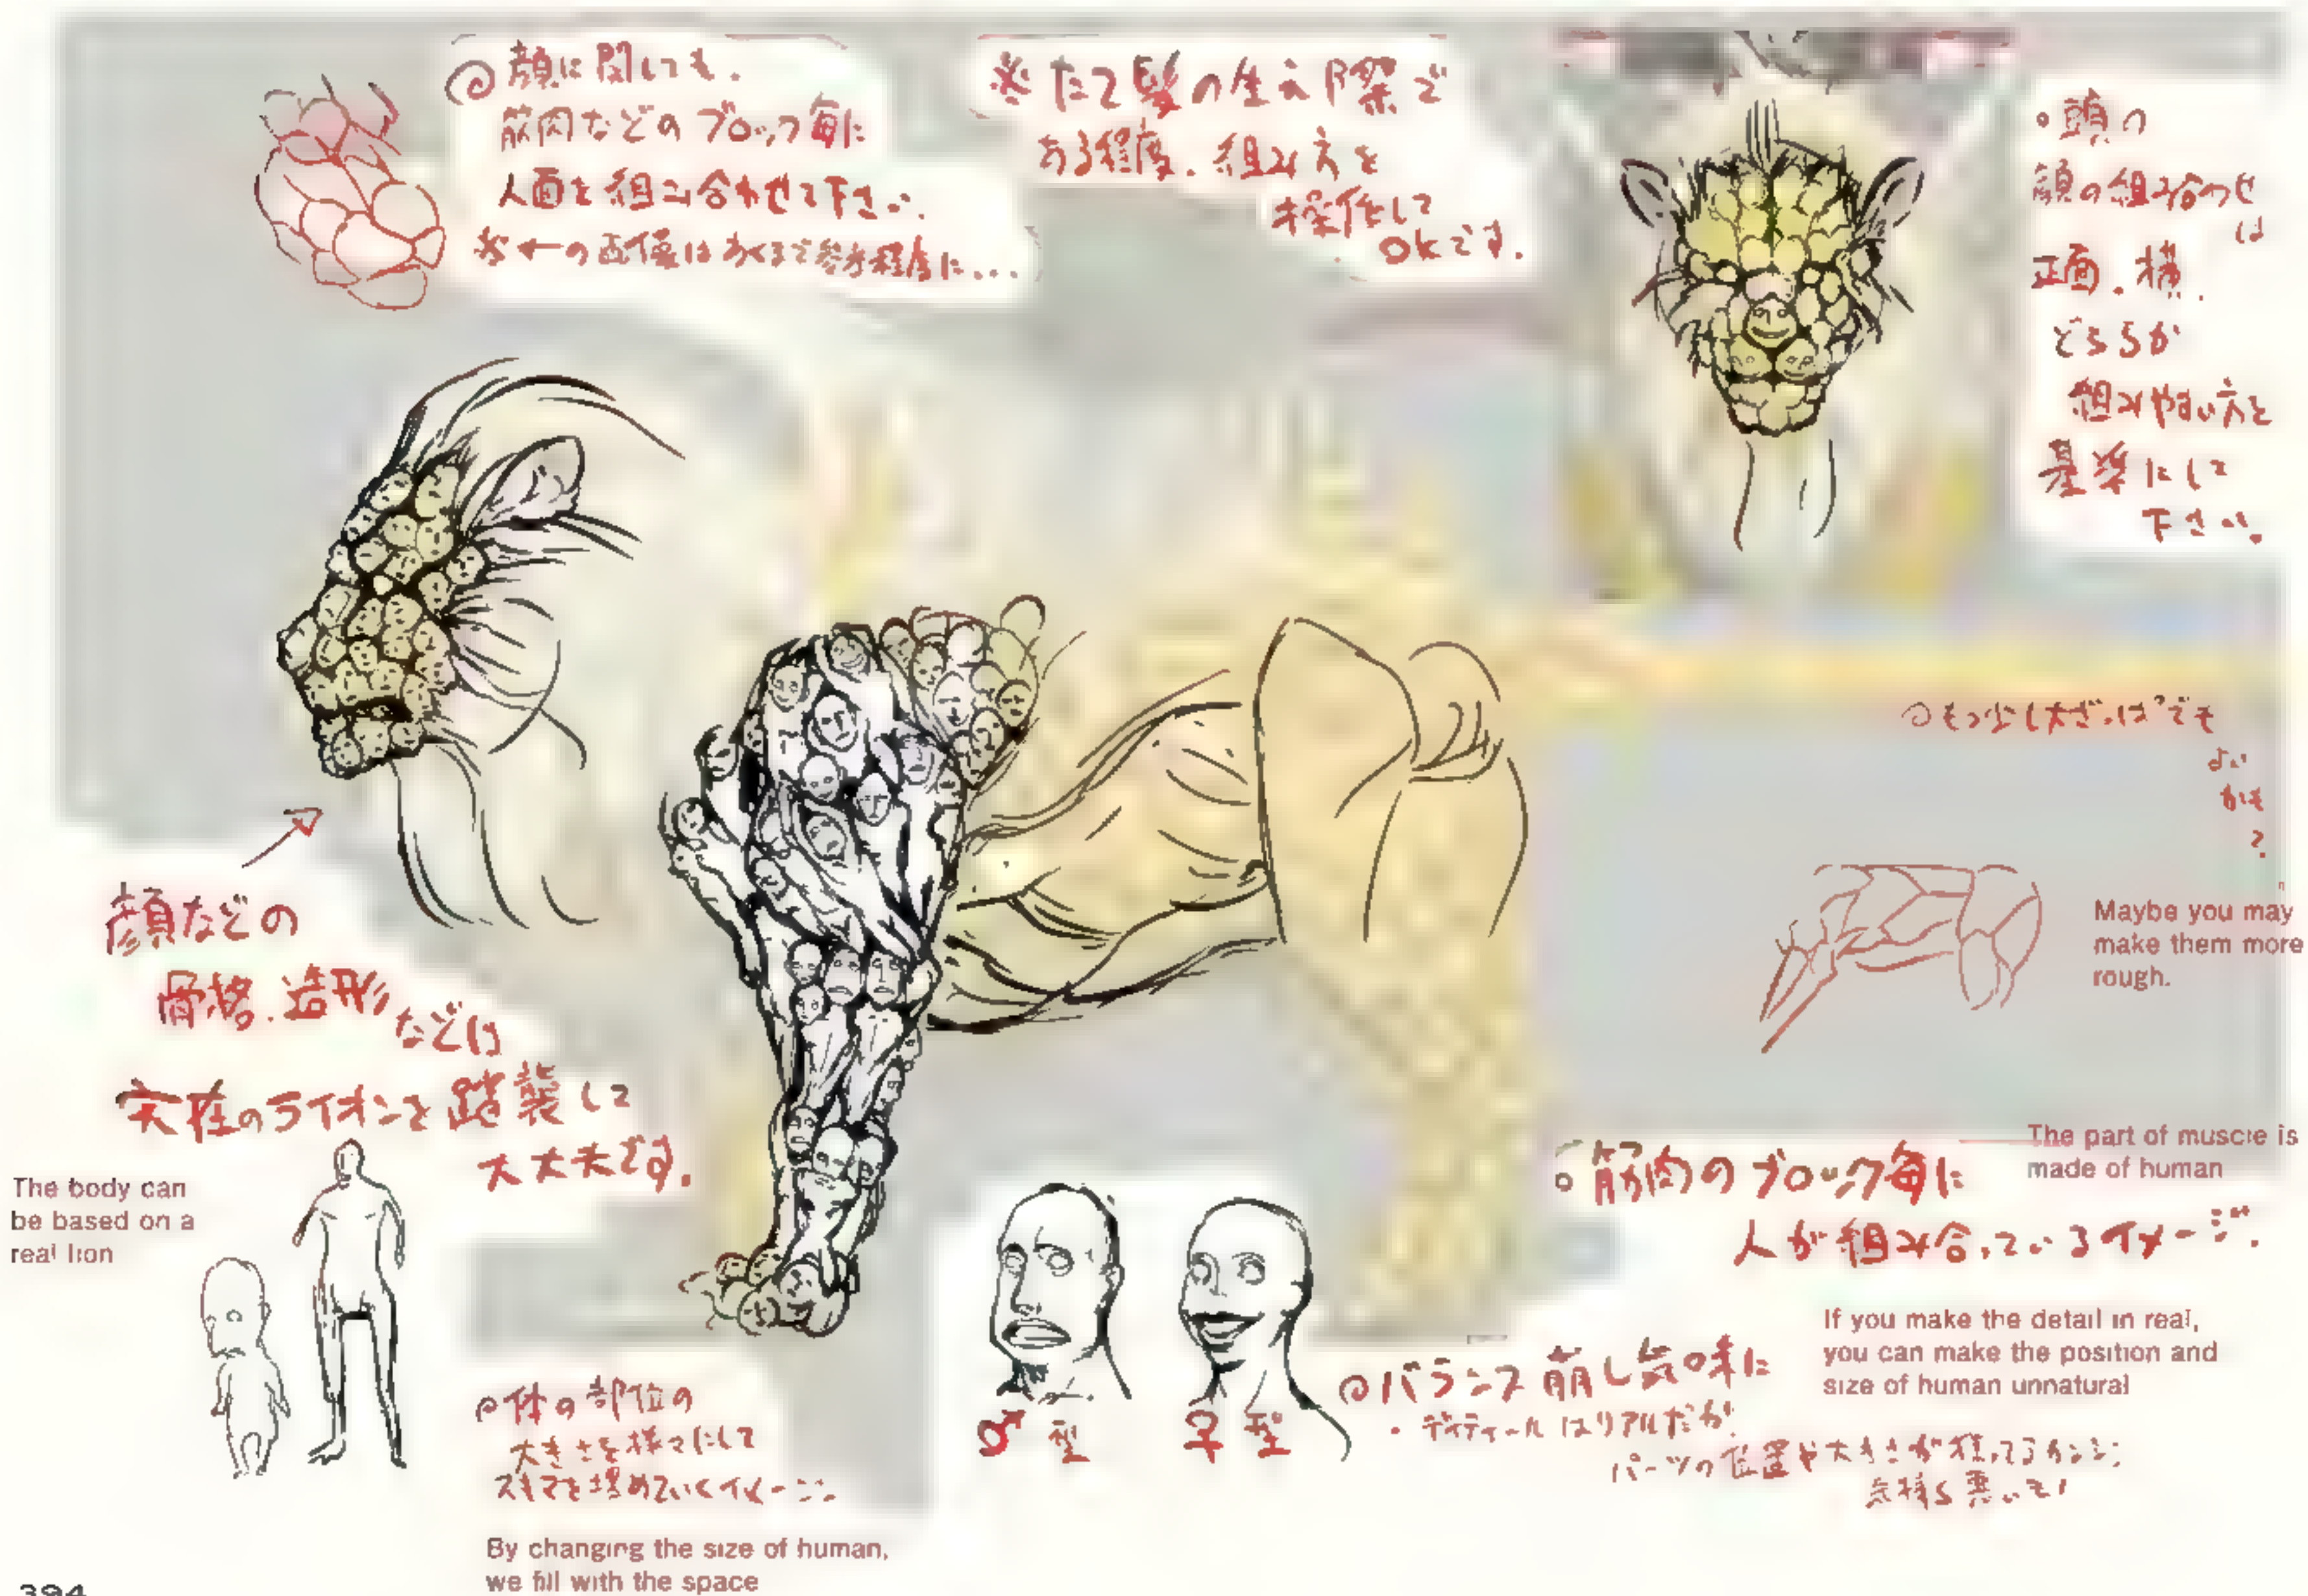 顔に関しても、
筋肉などのブロック毎に
人面を組み合わせて下さい。
※←の画像はあくまで参考程度に...
※たて髪の生え際で
ある程度、組み方を
操作して
OKです。
・頭の
顔の組み合わせ
は
正面、横、
どちらか
組みやすい方を
基準にして
下さい。
もう少し大ざっぱでも
よい
かも
?
Maybe you may
make them more
rough.
顔などの
骨格、造形などは
実在のライオンを踏襲して
大丈夫です。
The body can
be based on a
real lion
The part of muscle is
made of human
筋肉のブロック毎に
人が組み合っているイメージ。
If you make the detail in real,
you can make the position and
size of human unnatural
バランス崩し気味に
・ディティールはリアルだが、
パーツの位置や大きさが狂ってるカンジ
♂型
♀型
体の部位の
大きさを様々にして
スキマを埋めていくイメージ
By changing the size of human,
we fill with the space
394